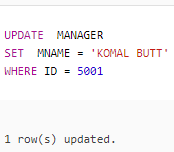 UPDATE  MANAGER
SET  MNAME = 'KOMAL BUTT'
WHERE ID = 5001
1 row(s) updated.